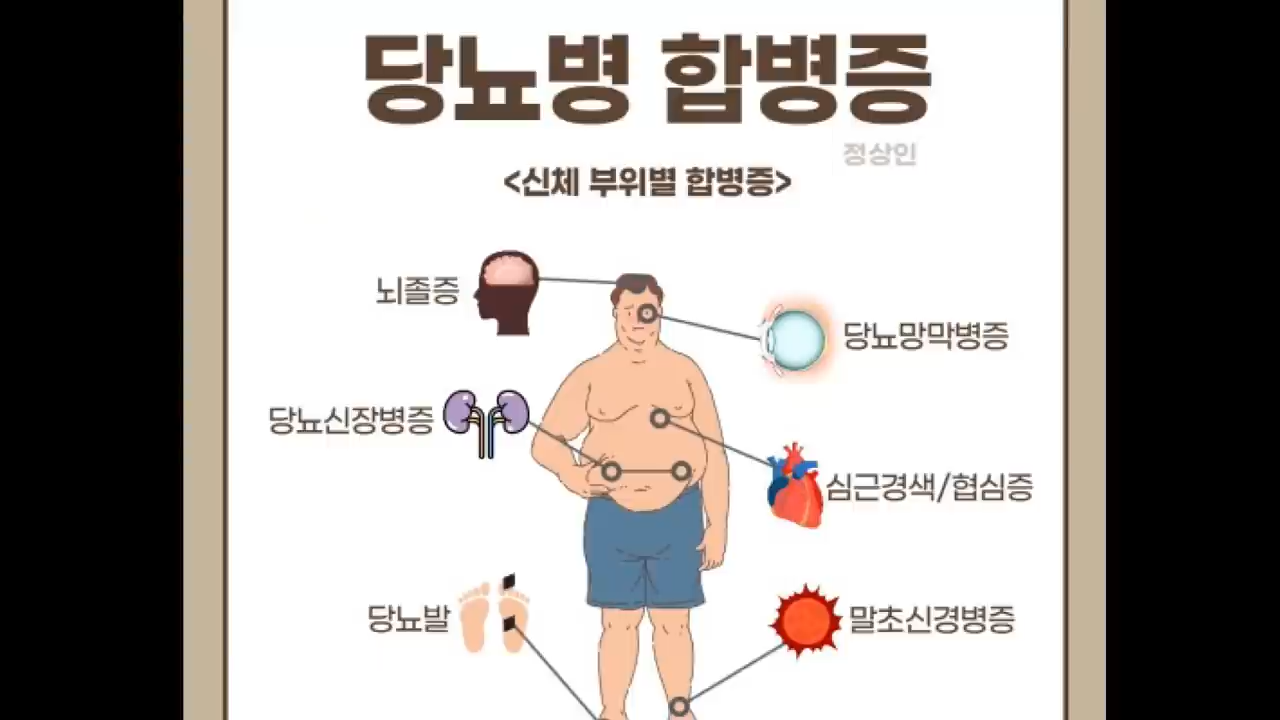 당뇨병 합병증
정상인
<신체 부위별 합병증>
뇌졸증
당뇨망막병증
당뇨신장병증
심근경색/협심증
당뇨발
말초신경병증